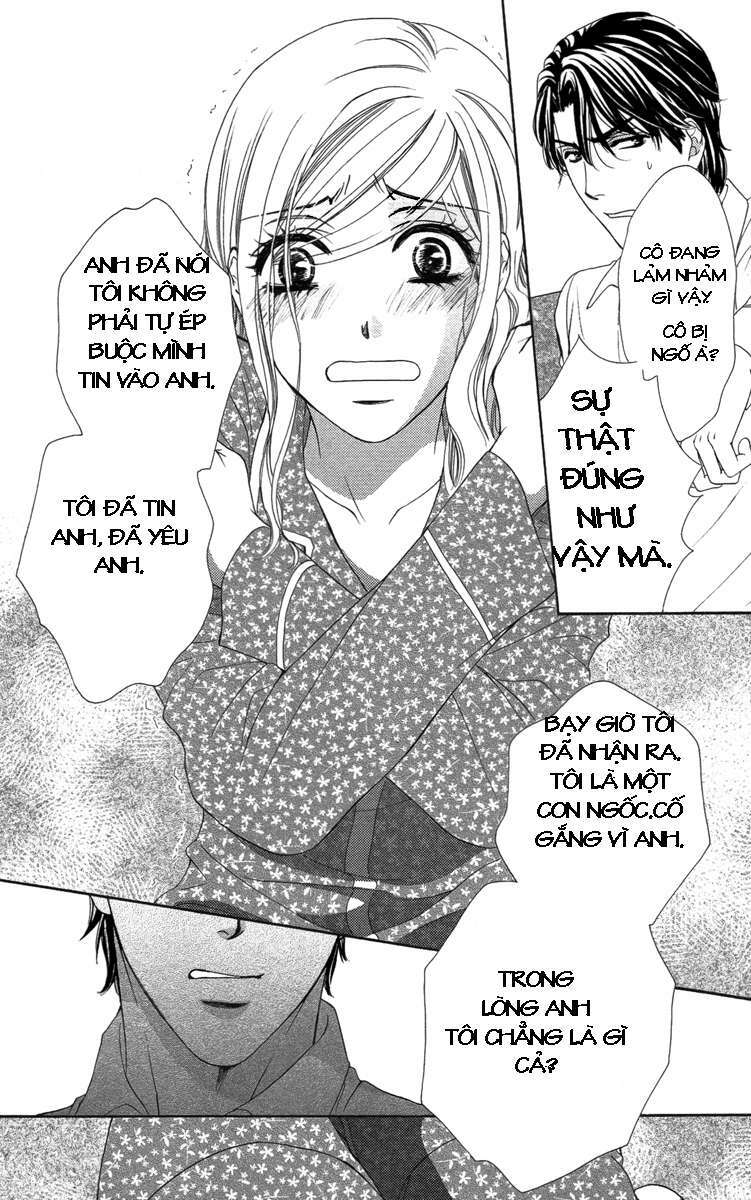 CÔ ĐANG
LẢM NHẢM
GÌ VẬY
CÔ BỊ
NGỐ À?
SỰ
THẬT
ĐÚNG
NHƯ
VẬY MÀ.
ANH ĐÃ NÓI
TÔI KHÔNG
PHẢI TỰ ÉP
BUỘC MÌNH
TIN VÀO ANH.
TÔI ĐÃ TIN
ANH, ĐÃ YÊU
ANH.
BẠY GIỜ TÔI
ĐÃ NHẬN RA.
TÔI LÀ MỘT
CON NGỐC.CỐ
GẮNG VÌ ANH.
TRONG
LÒNG ANH
TÔI CHẲNG LÀ GÌ
CẢ?